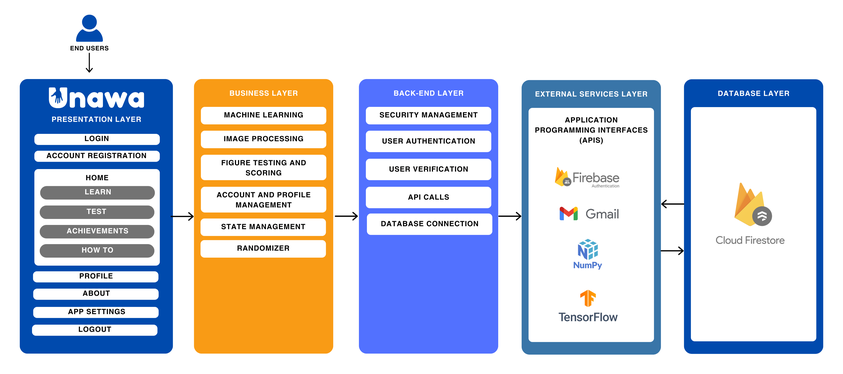 END USERS
Unawa
PRESENTATION LAYER
LOGIN
ACCOUNT REGISTRATION
HOME
LEARN
TEST
ACHIEVEMENTS
HOW TO
PROFILE
ABOUT
APP SETTINGS
LOGOUT
BUSINESS LAYER
MACHINE LEARNING
IMAGE PROCESSING
FIGURE TESTING AND
SCORING
ACCOUNT AND PROFILE
MANAGEMENT
STATE MANAGEMENT
RANDOMIZER
BACK-END LAYER
SECURITY MANAGEMENT
USER AUTHENTICATION
USER VERIFICATION
API CALLS
DATABASE CONNECTION
EXTERNAL SERVICES LAYER
APPLICATION
PROGRAMMING INTERFACES
(APIS)
Firebase
Authentication
Gmail
NumPy
TensorFlow
DATABASE LAYER
Cloud Firestore